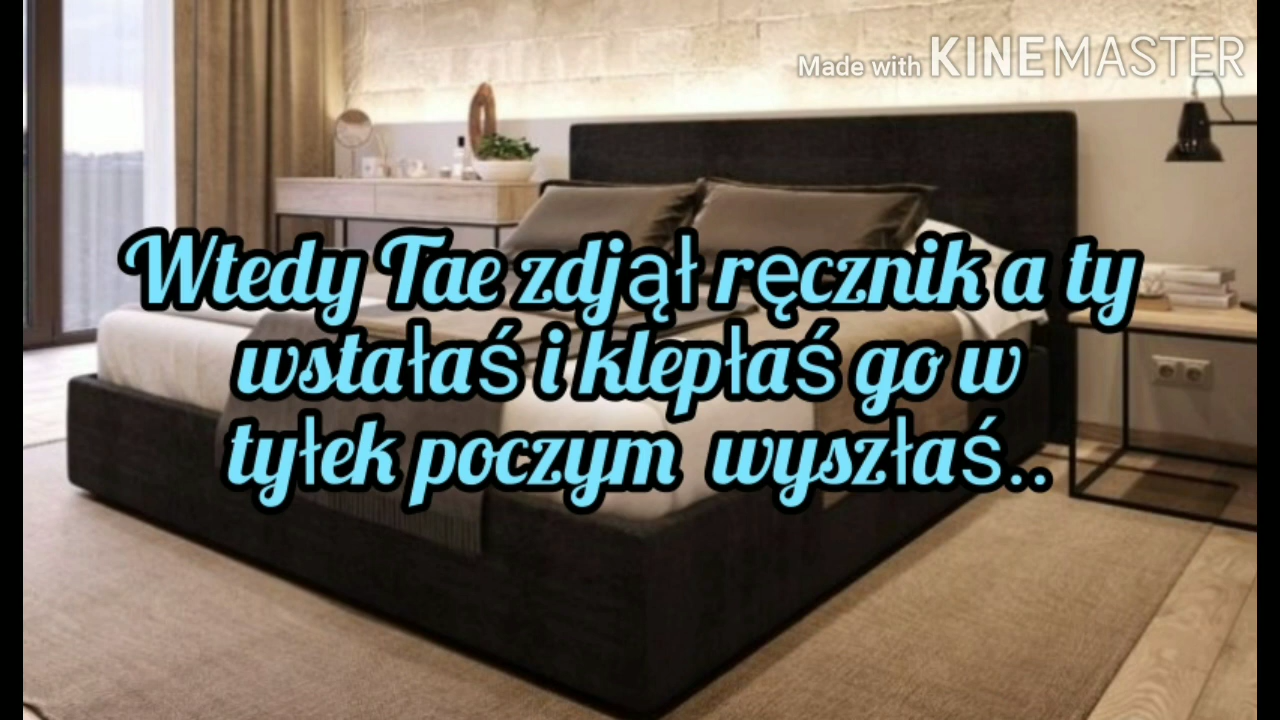 Made with KINEMASTER
Wtedy Tae zdjął ręcznik a ty
wstałaś i klepłaś go w
tyłek poczym wyszłaś..